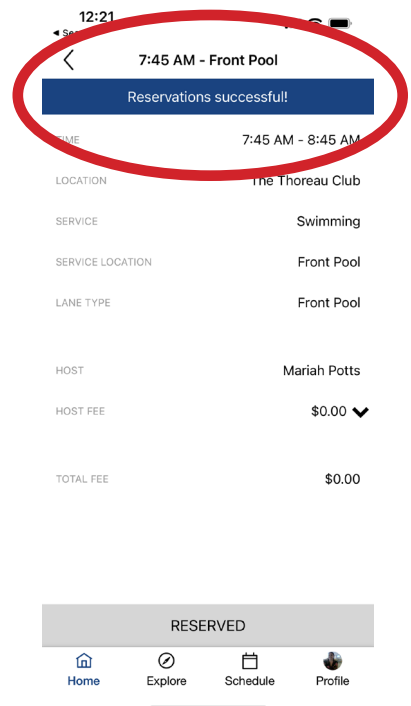 12:21
7:45 AM - Front Pool
Reservations successful!
TIME 7:45 AM - 8:45 AM
LOCATION The Thoreau Club
SERVICE Swimming
SERVICE LOCATION Front Pool
LANE TYPE Front Pool
HOST Mariah Potts
HOST FEE $0.00
TOTAL FEE $0.00
RESERVED
Home Explore Schedule Profile